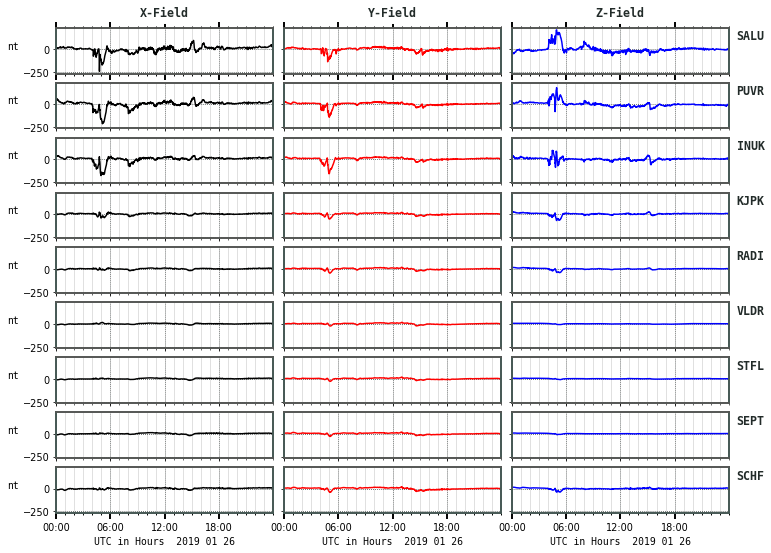 X-Field Y-Field Z-Field
nt 0 −250 SALU
nt 0 −250 PUVR
nt 0 −250 INUK
nt 0 −250 KJPK
nt 0 −250 RADI
nt 0 −250 VLDR
nt 0 −250 STFL
nt 0 −250 SEPT
nt 0 −250 SCHF
00:00 06:00 12:00 18:00 00:00 06:00 12:00 18:00 00:00 06:00 12:00 18:00
UTC in Hours 2019 01 26 UTC in Hours 2019 01 26 UTC in Hours 2019 01 26